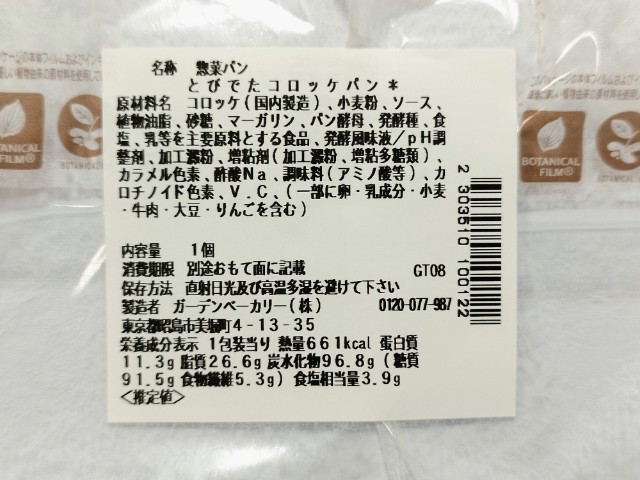 名称 惣菜パン
とびでたコロッケパン＊
原材料名 コロッケ(国内製造)、小麦粉、ソース、
植物油脂、砂糖、マーガリン、パン酵母、発酵種、食
塩、乳等を主要原料とする食品、発酵風味液/pH調
整剤、加工澱粉、増粘剤(加工澱粉、増粘多糖類)、
カラメル色素、酢酸Na、調味料(アミノ酸等)、カ
ロチノイド色素、V.C、(一部に卵・乳成分・小麦
・牛肉・大豆・りんごを含む)
内容量 1個
消費期限 別途おもて面に記載 GT08
保存方法 直射日光及び高温多湿を避けて下さい
製造者 ガーデンベーカリー(株) 0120-077-987
東京都昭島市美堀町4-13-35
栄養成分表示 1包装当り 熱量661kcal 蛋白質
11.3g 脂質26.6g 炭水化物96.8g(糖質
91.5g 食物繊維5.3g) 食塩相当量3.9g
<推定値>
2 303510 100122
BOTANICAL
FILM®
BOTANICAL
FILM®